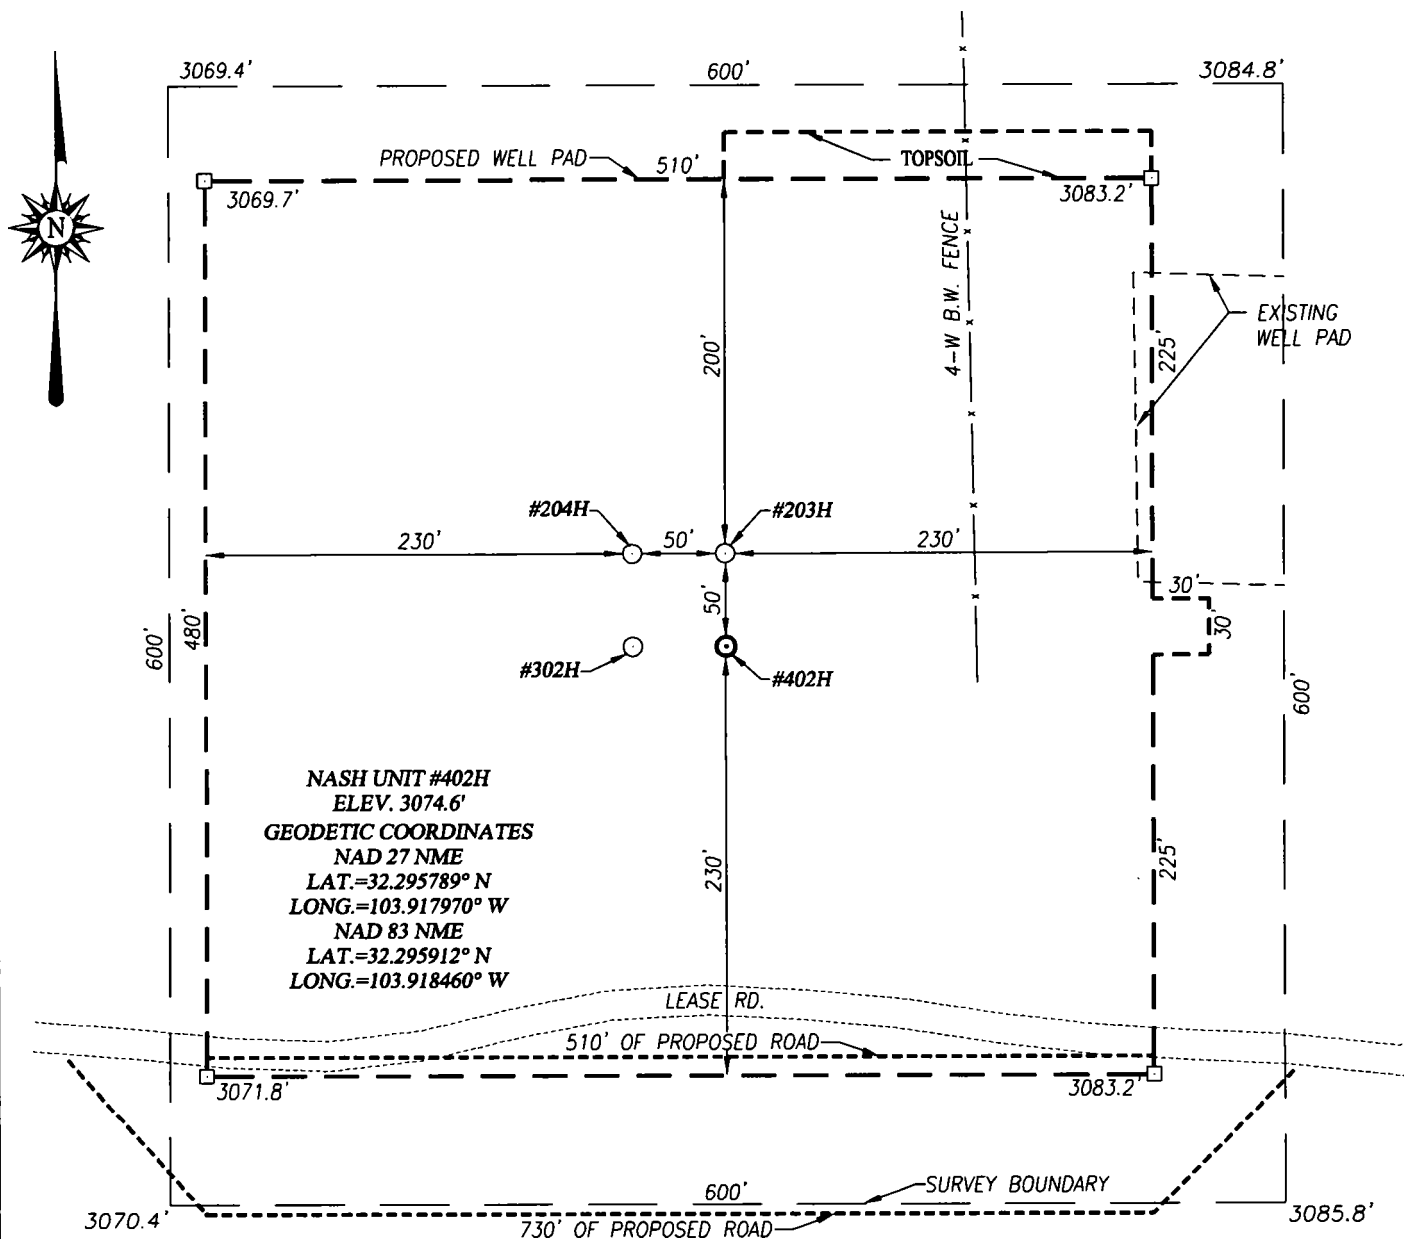 3069.4'
600'
3084.8'
PROPOSED WELL PAD
510'
TOPSOIL
3069.7'
3083.2'
N
4-W B.W. FENCE
EXISTING
WELL PAD
225'
200'
#204H
#203H
230'
50'
230'
30'
50'
30'
600'
480'
#302H
#402H
600'
NASH UNIT #402H
ELEV. 3074.6'
GEODETIC COORDINATES
NAD 27 NME
LAT.=32.295789° N
LONG.=103.917970° W
NAD 83 NME
LAT.=32.295912° N
LONG.=103.918460° W
230'
225'
LEASE RD.
510' OF PROPOSED ROAD
3071.8'
3083.2'
600'
SURVEY BOUNDARY
3070.4'
3085.8'
730' OF PROPOSED ROAD